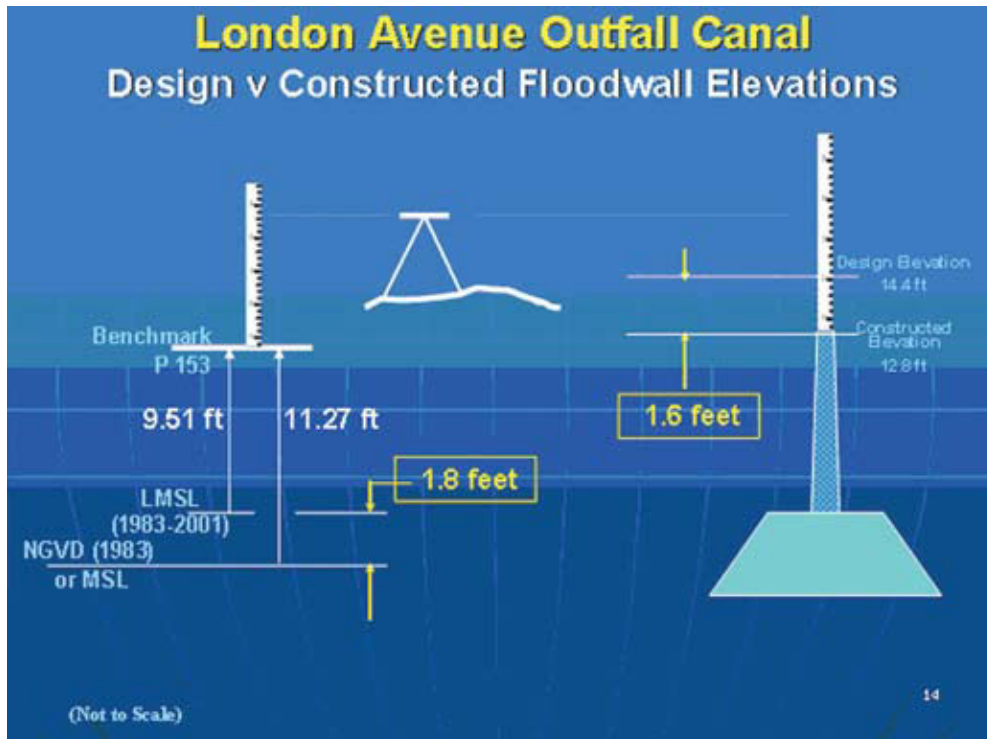 London Avenue Outfall Canal
Design v Constructed Floodwall Elevations
Design Elevation
14.4 ft
Benchmark
P 153
Constructed
Elevation
12.8 ft
9.51 ft
11.27 ft
1.6 feet
1.8 feet
LMSL
(1983-2001)
NGVD (1983)
or MSL
14
(Not to Scale)